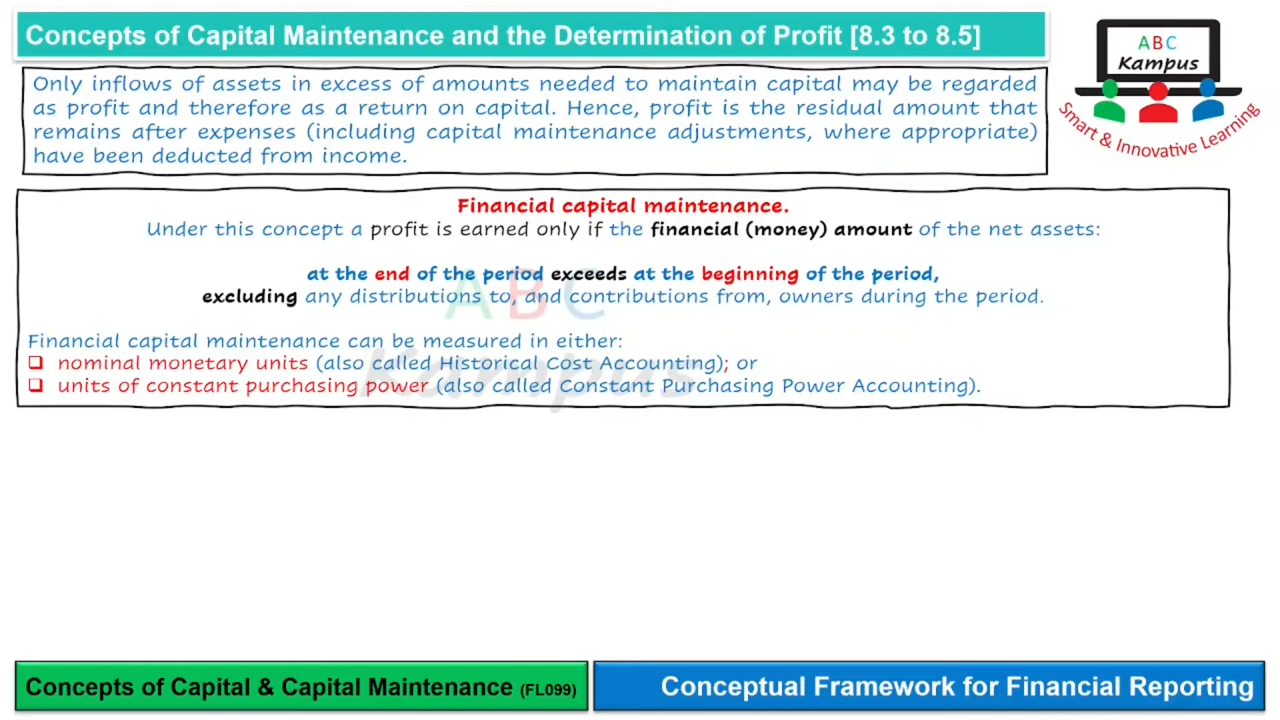 Concepts of Capital Maintenance and the Determination of Profit [8.3 to 8.5]
ABC
Kampus
Smart & Innovative Learning
Only inflows of assets in excess of amounts needed to maintain capital may be regarded
as profit and therefore as a return on capital. Hence, profit is the residual amount that
remains after expenses (including capital maintenance adjustments, where appropriate)
have been deducted from income.
Financial capital maintenance.
Under this concept a profit is earned only if the financial (money) amount of the net assets:
at the end of the period exceeds at the beginning of the period,
excluding any distributions to, and contributions from, owners during the period.
ABC
Kampus
Financial capital maintenance can be measured in either:
❑ nominal monetary units (also called Historical Cost Accounting); or
❑ units of constant purchasing power (also called Constant Purchasing Power Accounting).
Concepts of Capital & Capital Maintenance (FL099)
Conceptual Framework for Financial Reporting